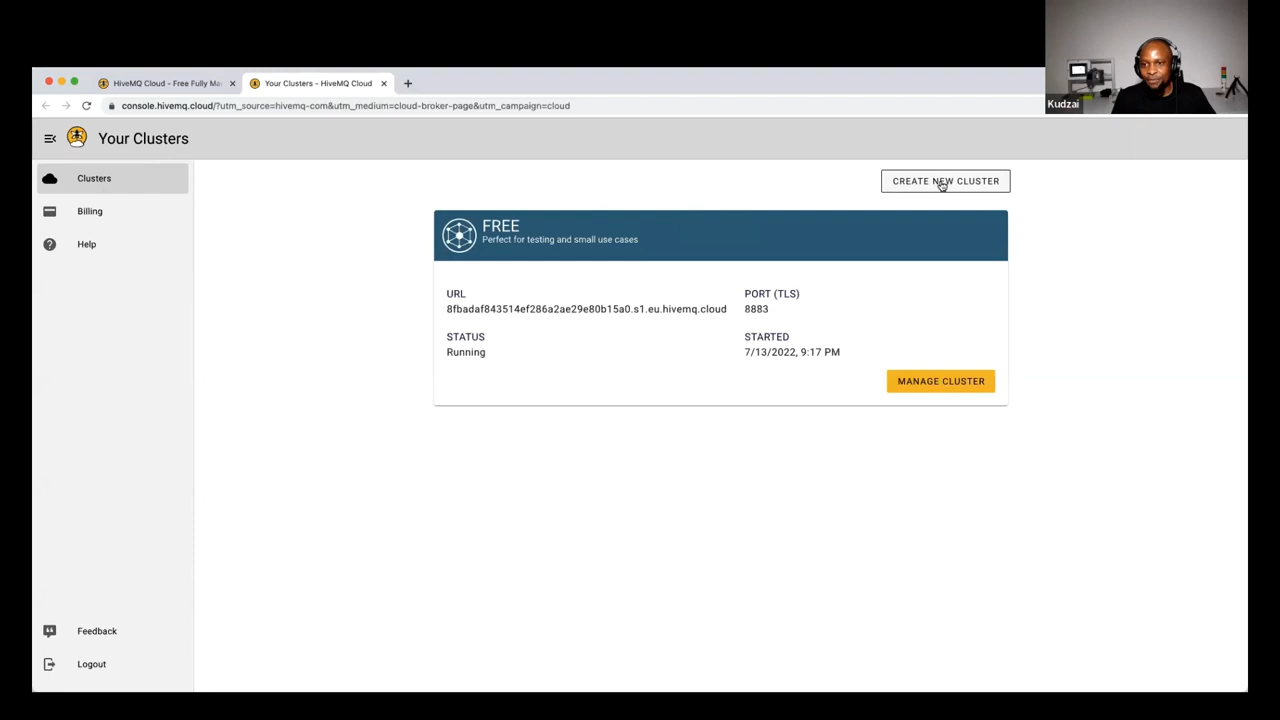 Kudzai
HiveMQ Cloud - Free Fully Ma
Your Clusters - HiveMQ Cloud
console.hivemq.cloud/?utm_source=hivemq-com&utm_medium=cloud-broker-page&utm_campaign=cloud
Your Clusters
Clusters
Billing
Help
CREATE NEW CLUSTER
FREE
Perfect for testing and small use cases
URL
8fbadaf843514ef286a2ae29e80b15a0.s1.eu.hivemq.cloud
PORT (TLS)
8883
STATUS
Running
STARTED
7/13/2022, 9:17 PM
MANAGE CLUSTER
Feedback
Logout